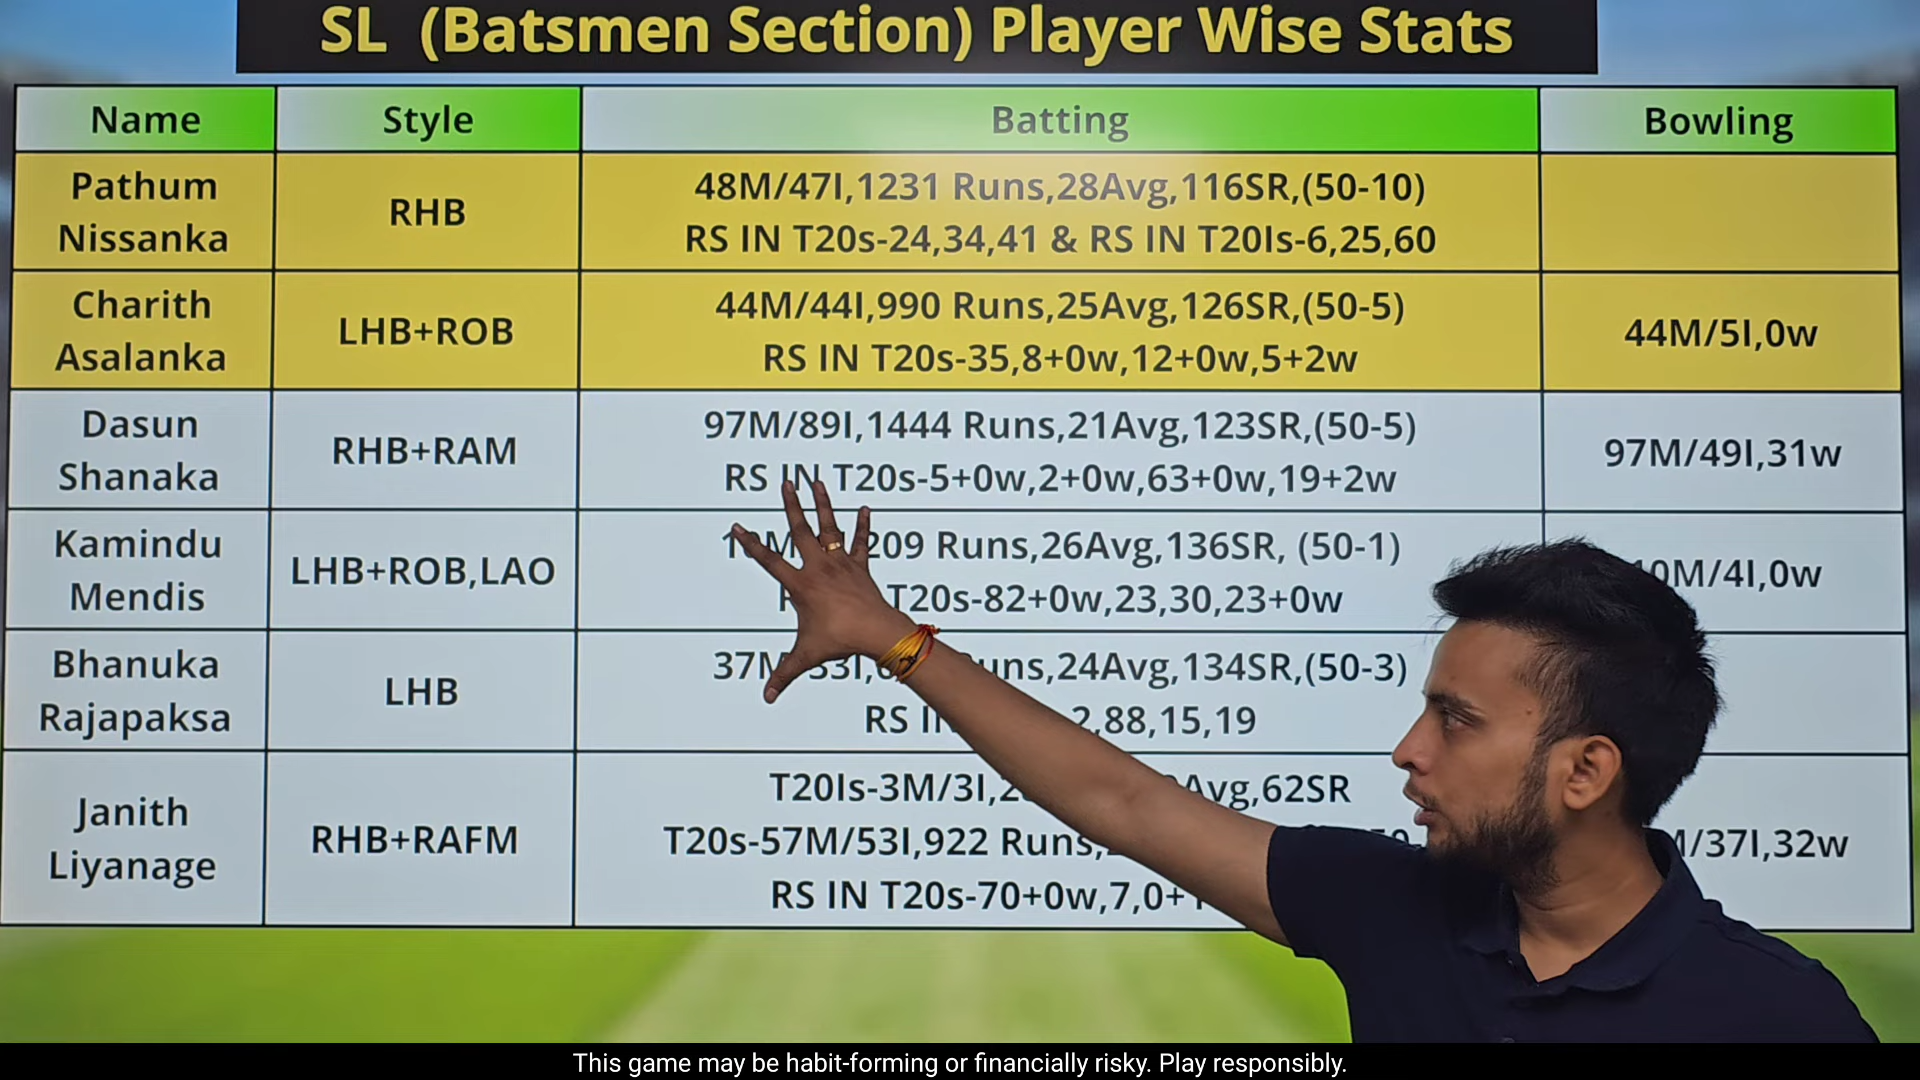 SL (Batsmen Section) Player Wise Stats
Name Style Batting Bowling
Pathum
Nissanka
RHB
48M/47I,1231 Runs,28Avg,116SR,(50-10)
RS IN T20s-24,34,41 & RS IN T20Is-6,25,60
Charith
Asalanka
LHB+ROB
44M/44I,990 Runs,25Avg,126SR,(50-5)
RS IN T20s-35,8+0w,12+0w,5+2w
44M/5I,0w
Dasun
Shanaka
RHB+RAM
97M/89I,1444 Runs,21Avg,123SR,(50-5)
RS IN T20s-5+0w,2+0w,63+0w,19+2w
97M/49I,31w
Kamindu
Mendis
LHB+ROB,LAO
209 Runs,26Avg,136SR, (50-1)
T20s-82+0w,23,30,23+0w
0M/4I,0w
Bhanuka
Rajapaksa
LHB
24Avg,134SR,(50-3)
RS 88,15,19
Janith
Liyanage
RHB+RAFM
T20Is-3M/3I, 62SR
T20s-57M/53I,922 Runs,
RS IN T20s-70+0w,7,0+
/37I,32w
This game may be habit-forming or financially risky. Play responsibly.